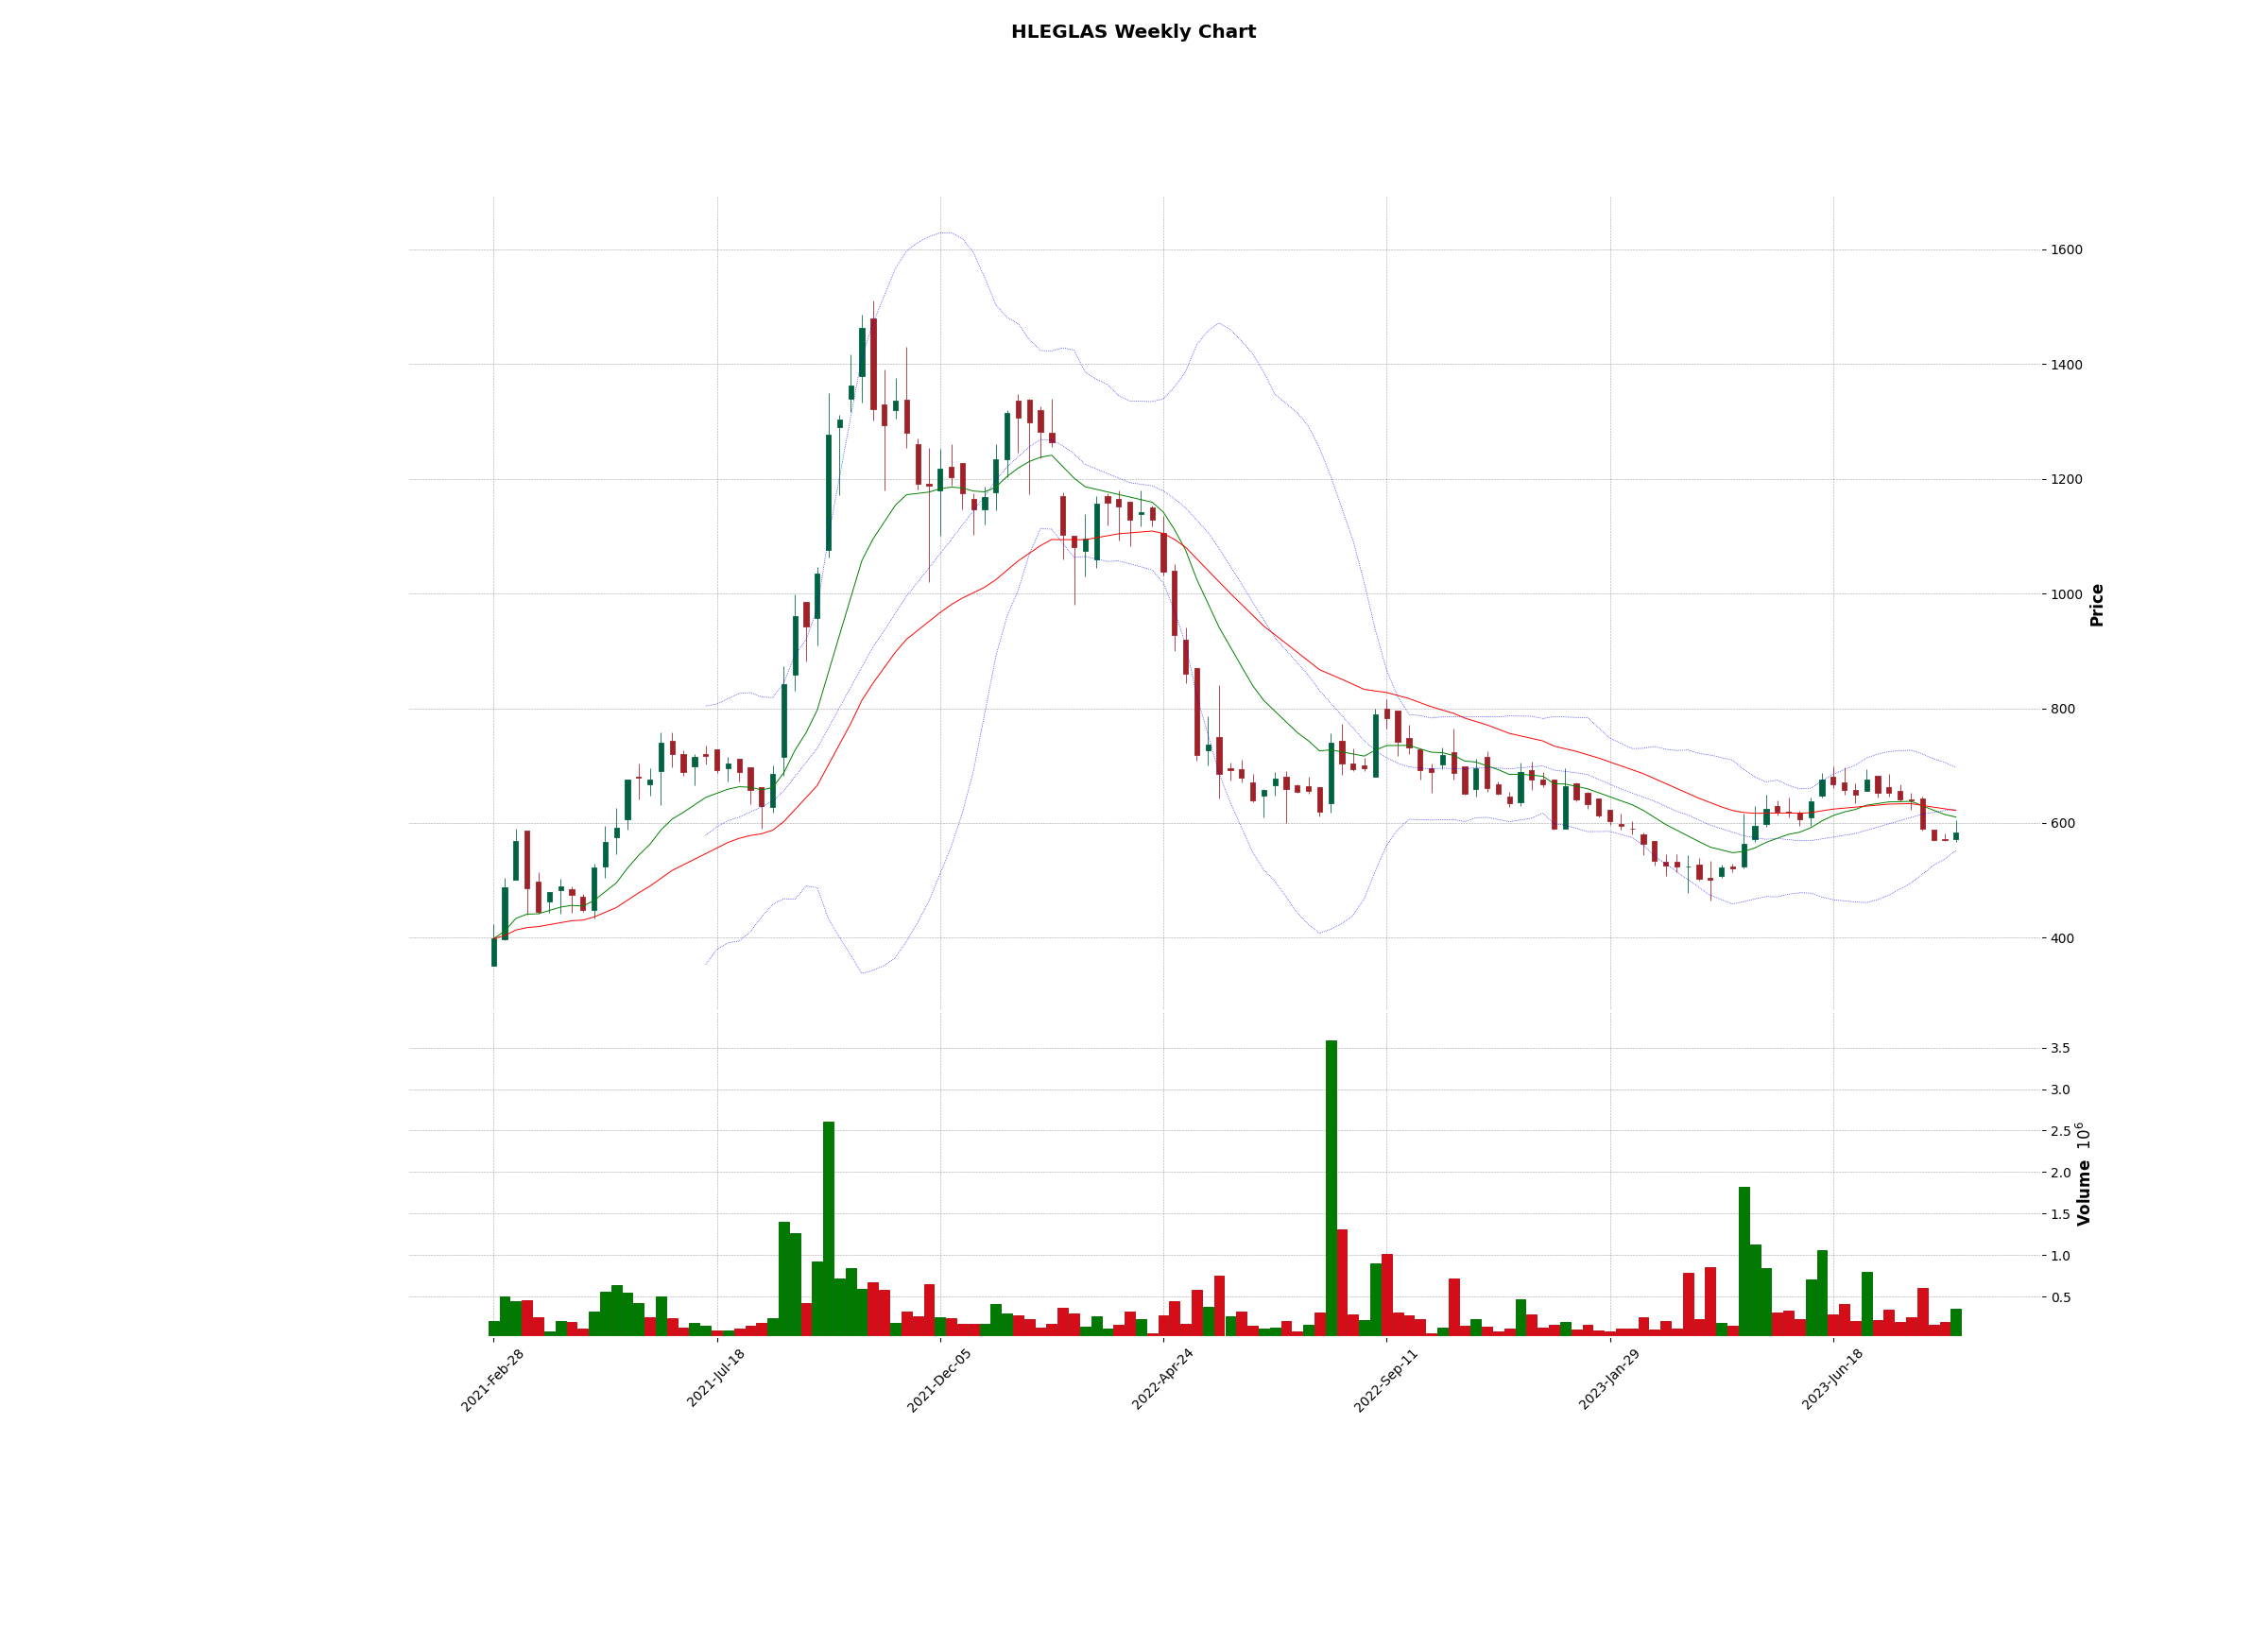 HLEGLAS Weekly Chart
1600
1400
1200
1000
800
600
400
Price
3.5
3.0
2.5
2.0
1.5
1.0
0.5
Volume 10^6
2021-Feb-28
2021-Jul-18
2021-Dec-05
2022-Apr-24
2022-Sep-11
2023-Jan-29
2023-Jun-18